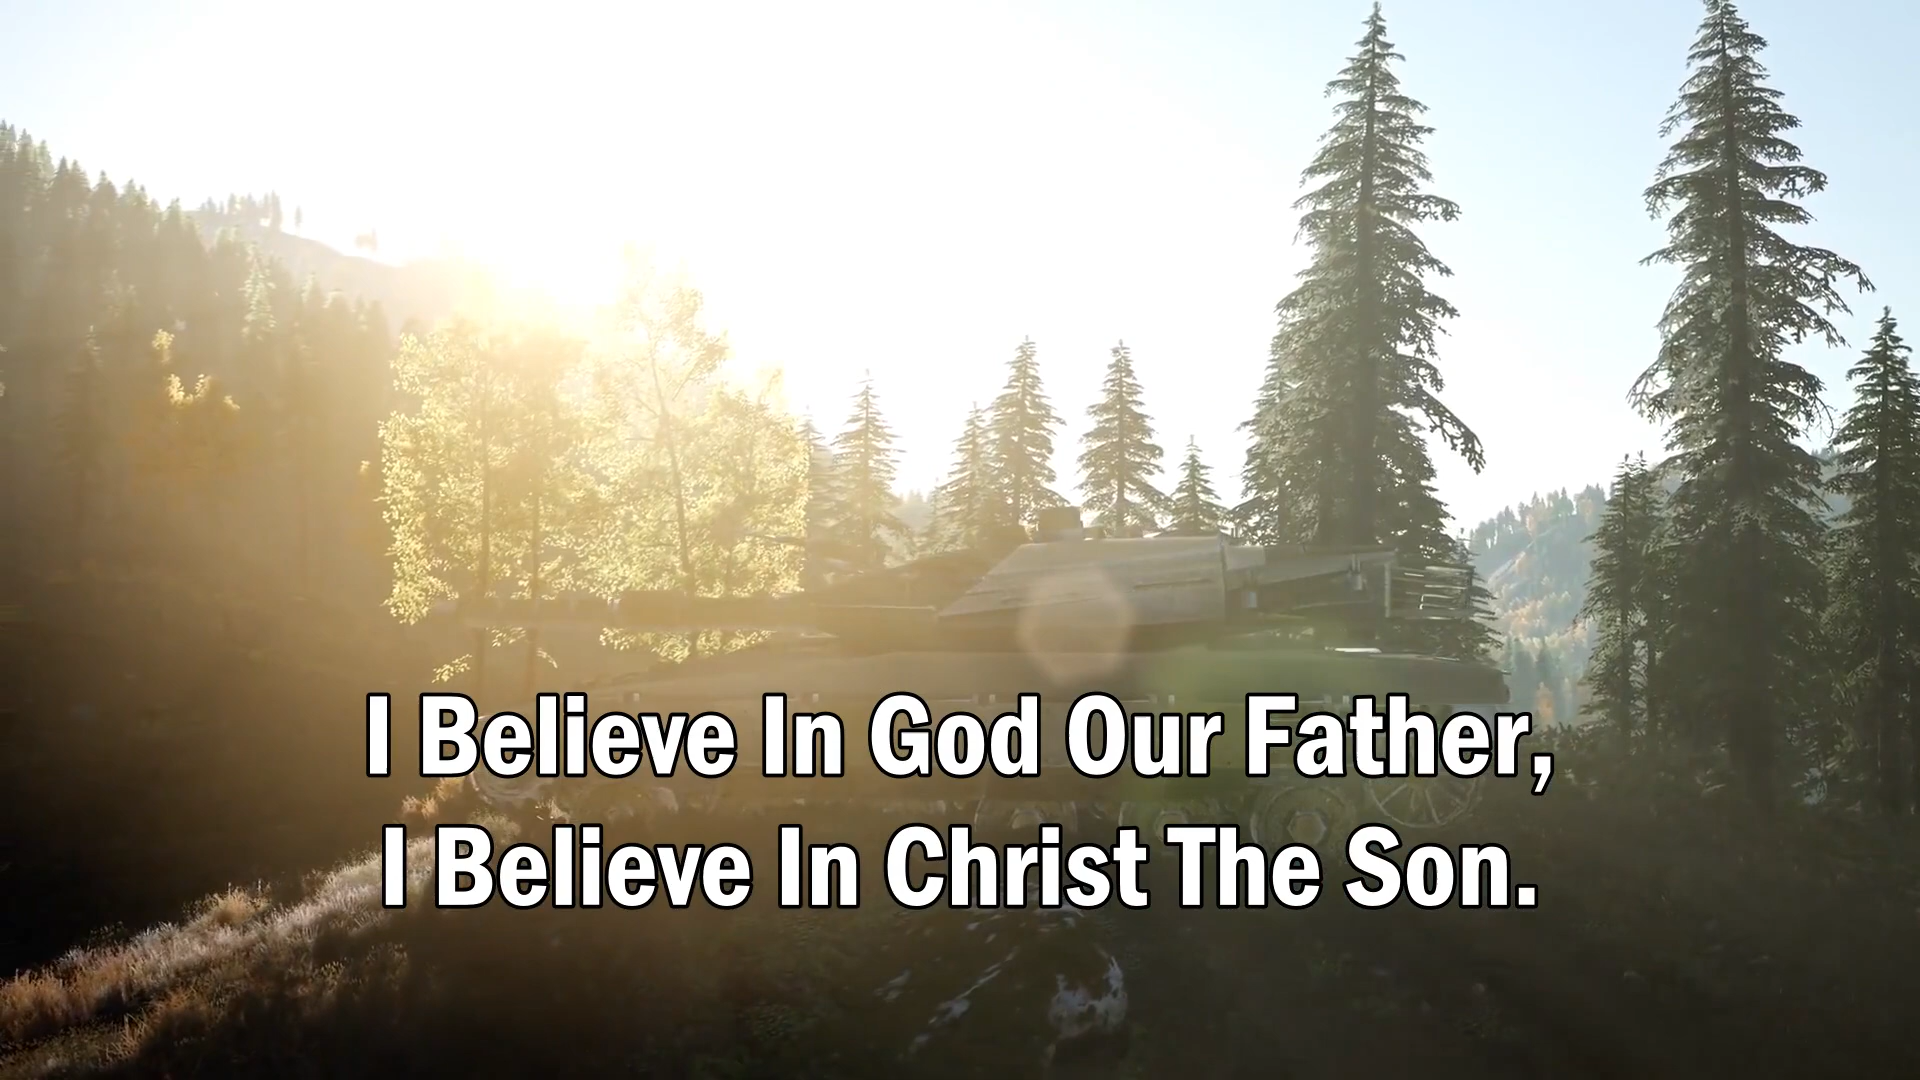 I Believe In God Our Father,
I Believe In Christ The Son.